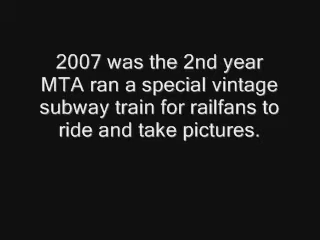 2007 was the 2nd year
MTA ran a special vintage
subway train for railfans to
ride and take pictures.